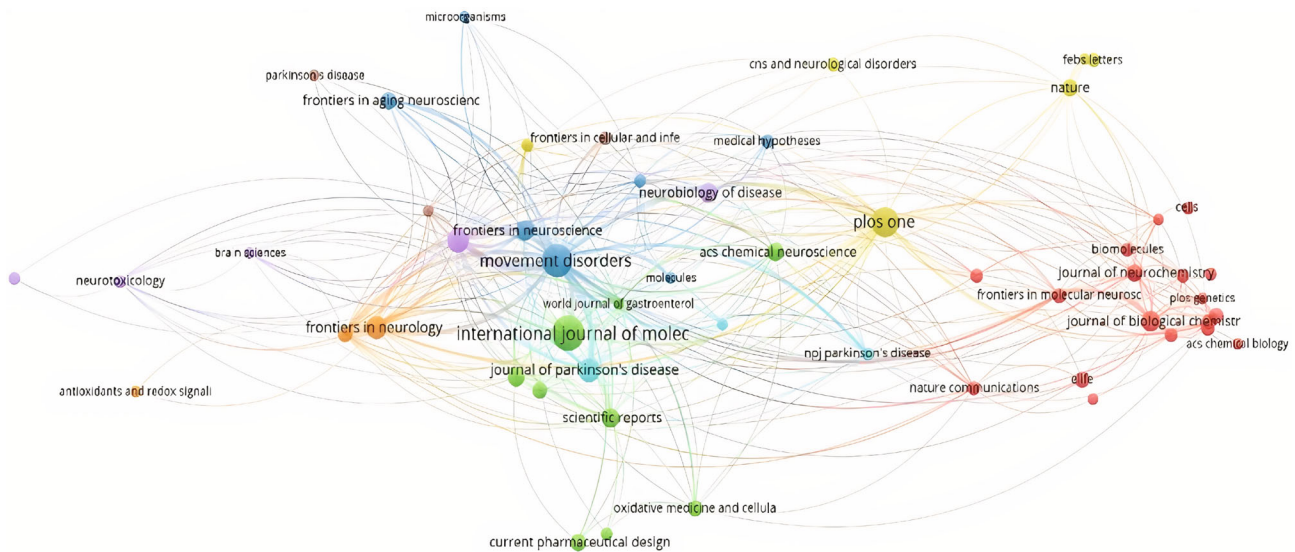 microorganisms
parkinson's disease
cns and neurological disorders
febs letters
nature
frontiers in aging neurosciencϲ
frontiers in cellular and infe
medical hypotheses
neurobiology of disease
cells
plos one
frontiers in neuroscience
brain sciences
movement disorders
acs chemical neuroscience
biomolecules
neurotoxicology
molecules
journal of neurochemistry
frontiers in molecular neurosc
world journal of gastroenterol
plos genetics
frontiers in neurology
international journal of molec
journal of biological chemistr
acs chemical biology
npj parkinson's disease
journal of parkinson's disease
antioxidants and redox signali
nature communications
elife
scientific reports
oxidative medicine and cellula
current pharmaceutical design